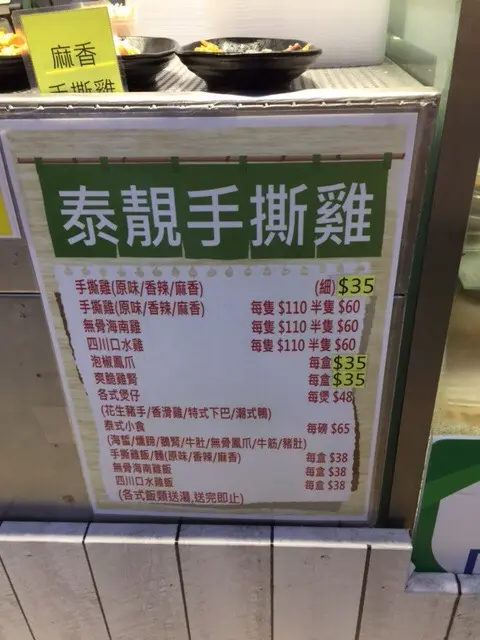 麻香
手撕雞
泰靚手撕雞
手撕雞(原味/香辣/麻香) (細) $35
手撕雞(原味/香辣/麻香) 每隻 $110 半隻 $60
無骨海南雞 每隻 $110 半隻 $60
四川口水雞 每隻 $110 半隻 $60
泡椒鳳爪 每盒 $35
爽脆雞腎 每盒 $35
各式煲仔 每煲 $48
(花生豬手/香滑雞/特式下巴/潮式鴨)
泰式小食 每磅 $65
(海蜇/燻蹄/鵝腎/牛肚/無骨鳳爪/牛筋/豬肚)
手撕雞飯/麵(原味/香辣/麻香) 每盒 $38
無骨海南雞飯 每盒 $38
四川口水雞飯 每盒 $38
(各式飯類送湯,送完即止)